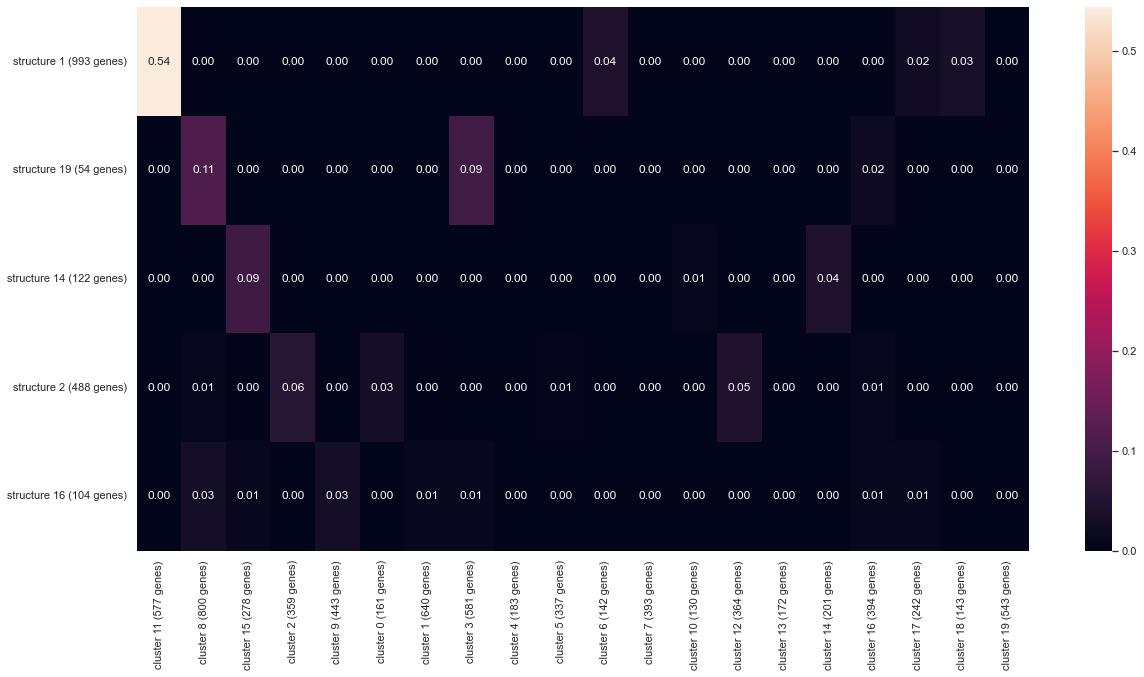 structure 1 (993 genes) 0.54 0.00 0.00 0.00 0.00 0.00 0.00 0.00 0.00 0.00 0.04 0.00 0.00 0.00 0.00 0.00 0.00 0.02 0.03 0.00
structure 19 (54 genes) 0.00 0.11 0.00 0.00 0.00 0.00 0.00 0.09 0.00 0.00 0.00 0.00 0.00 0.00 0.00 0.00 0.02 0.00 0.00 0.00
structure 14 (122 genes) 0.00 0.00 0.09 0.00 0.00 0.00 0.00 0.00 0.00 0.00 0.00 0.00 0.01 0.00 0.00 0.04 0.00 0.00 0.00 0.00
structure 2 (488 genes) 0.00 0.01 0.00 0.06 0.00 0.03 0.00 0.00 0.00 0.01 0.00 0.00 0.00 0.05 0.00 0.00 0.01 0.00 0.00 0.00
structure 16 (104 genes) 0.00 0.03 0.01 0.00 0.03 0.00 0.01 0.01 0.00 0.00 0.00 0.00 0.00 0.00 0.00 0.00 0.01 0.01 0.00 0.00
cluster 11 (577 genes)
cluster 8 (800 genes)
cluster 15 (278 genes)
cluster 2 (359 genes)
cluster 9 (443 genes)
cluster 0 (161 genes)
cluster 1 (640 genes)
cluster 3 (581 genes)
cluster 4 (183 genes)
cluster 5 (337 genes)
cluster 6 (142 genes)
cluster 7 (393 genes)
cluster 10 (130 genes)
cluster 12 (364 genes)
cluster 13 (172 genes)
cluster 14 (201 genes)
cluster 16 (394 genes)
cluster 17 (242 genes)
cluster 18 (143 genes)
cluster 19 (543 genes)
0.5
0.4
0.3
0.2
0.1
0.0